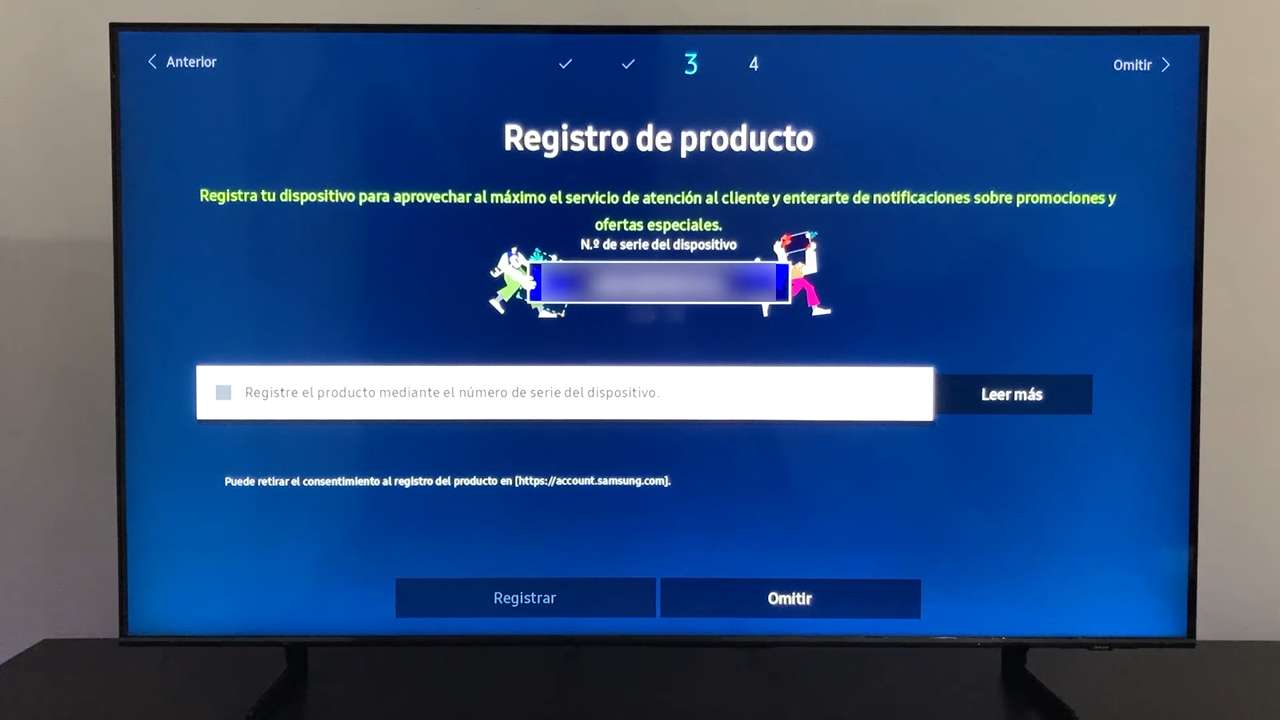 Anterior
3
4
Omitir
Registro de producto
Registra tu dispositivo para aprovechar al máximo el servicio de atención al cliente y enterarte de notificaciones sobre promociones y
ofertas especiales.
N.º de serie del dispositivo
Registre el producto mediante el número de serie del dispositivo.
Leer más
Puede retirar el consentimiento al registro del producto en [https://account.samsung.com].
Registrar
Omitir